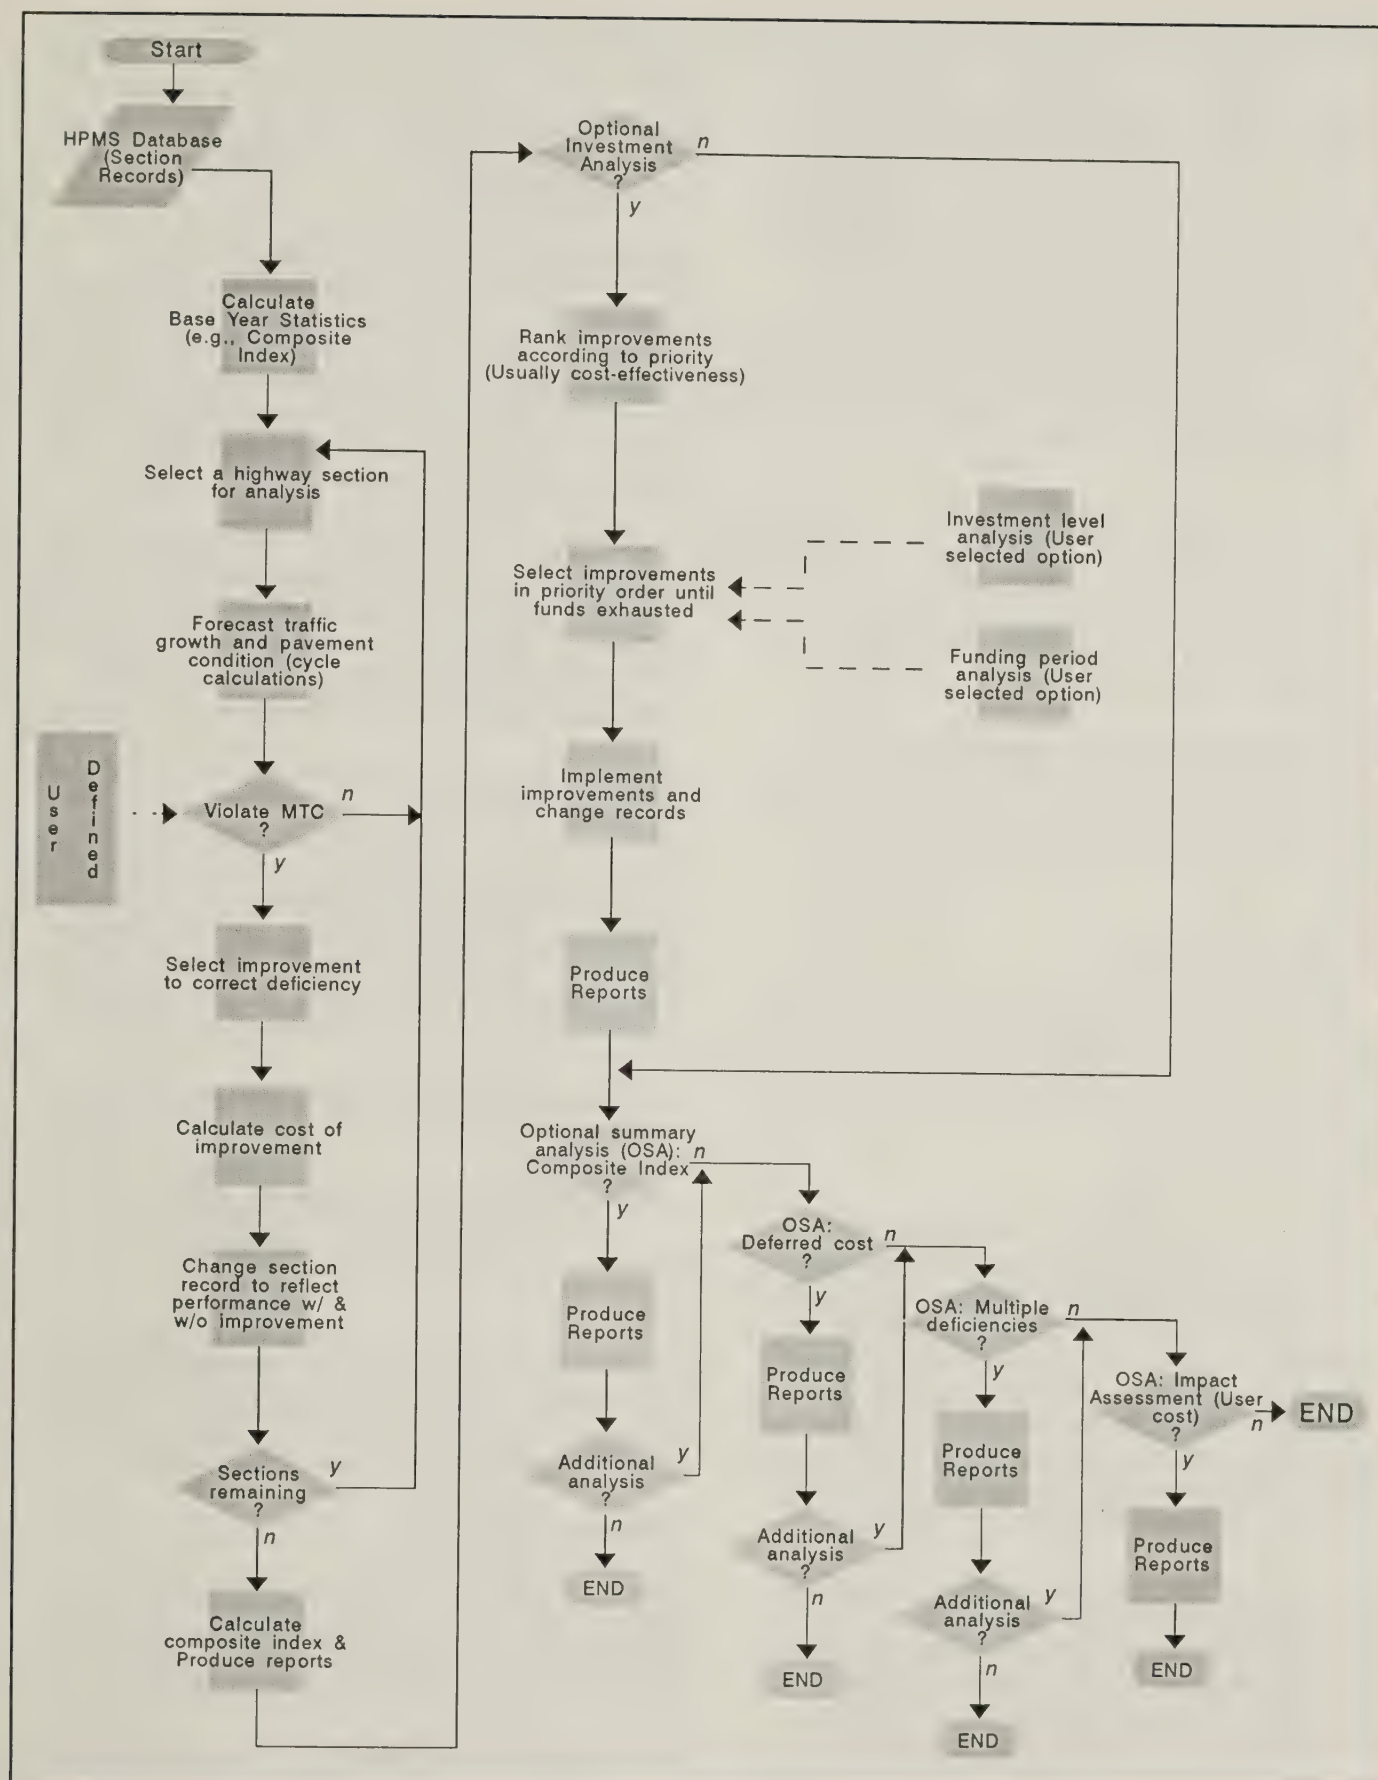 Start
HPMS Database
(Section
Records)
Calculate
Base Year Statistics
(e.g., Composite
Index)
Select a highway section
for analysis
Forecast traffic
growth and pavement
condition (cycle
calculations)
User
Defined
Violate MTC
?
n
y
Select improvement
to correct deficiency
Calculate cost of
improvement
Change section
record to reflect
performance w/ &
w/o improvement
Sections
remaining
?
y
n
Calculate
composite index &
Produce reports
Optional
Investment
Analysis
?
n
y
Rank improvements
according to priority
(Usually cost-effectiveness)
Select improvements
in priority order until
funds exhausted
Investment level
analysis (User
selected option)
Funding period
analysis (User
selected option)
Implement
improvements and
change records
Produce
Reports
Optional summary
analysis (OSA):
Composite Index
?
n
y
Produce
Reports
Additional
analysis
?
y
n
END
OSA:
Deferred cost
?
n
y
Produce
Reports
Additional
analysis
?
y
n
END
OSA: Multiple
deficiencies
?
n
y
Produce
Reports
Additional
analysis
?
y
n
END
OSA: Impact
Assessment (User
cost)
?
n
END
y
Produce
Reports
END